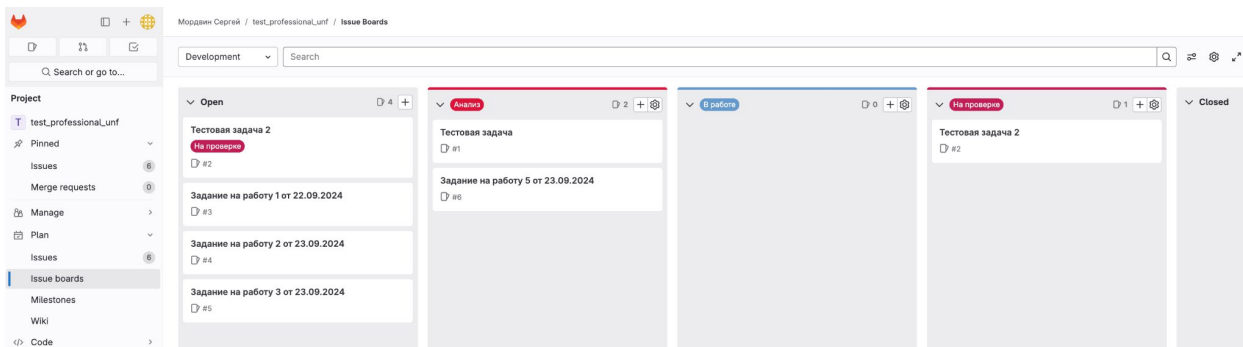 Мордвин Сергей / test_professional_unf / Issue Boards
Search or go to...
Project
T test_professional_unf
Pinned
Issues 6
Merge requests 0
Manage
Plan
Issues 6
Issue boards
Milestones
Wiki
Code
Development
Search
Open 4
Тестовая задача 2
На проверке
#2
Задание на работу 1 от 22.09.2024
#3
Задание на работу 2 от 23.09.2024
#4
Задание на работу 3 от 23.09.2024
#5
Анализ 2
Тестовая задача
#1
Задание на работу 5 от 23.09.2024
#6
В работе 0
На проверке 1
Тестовая задача 2
#2
Closed